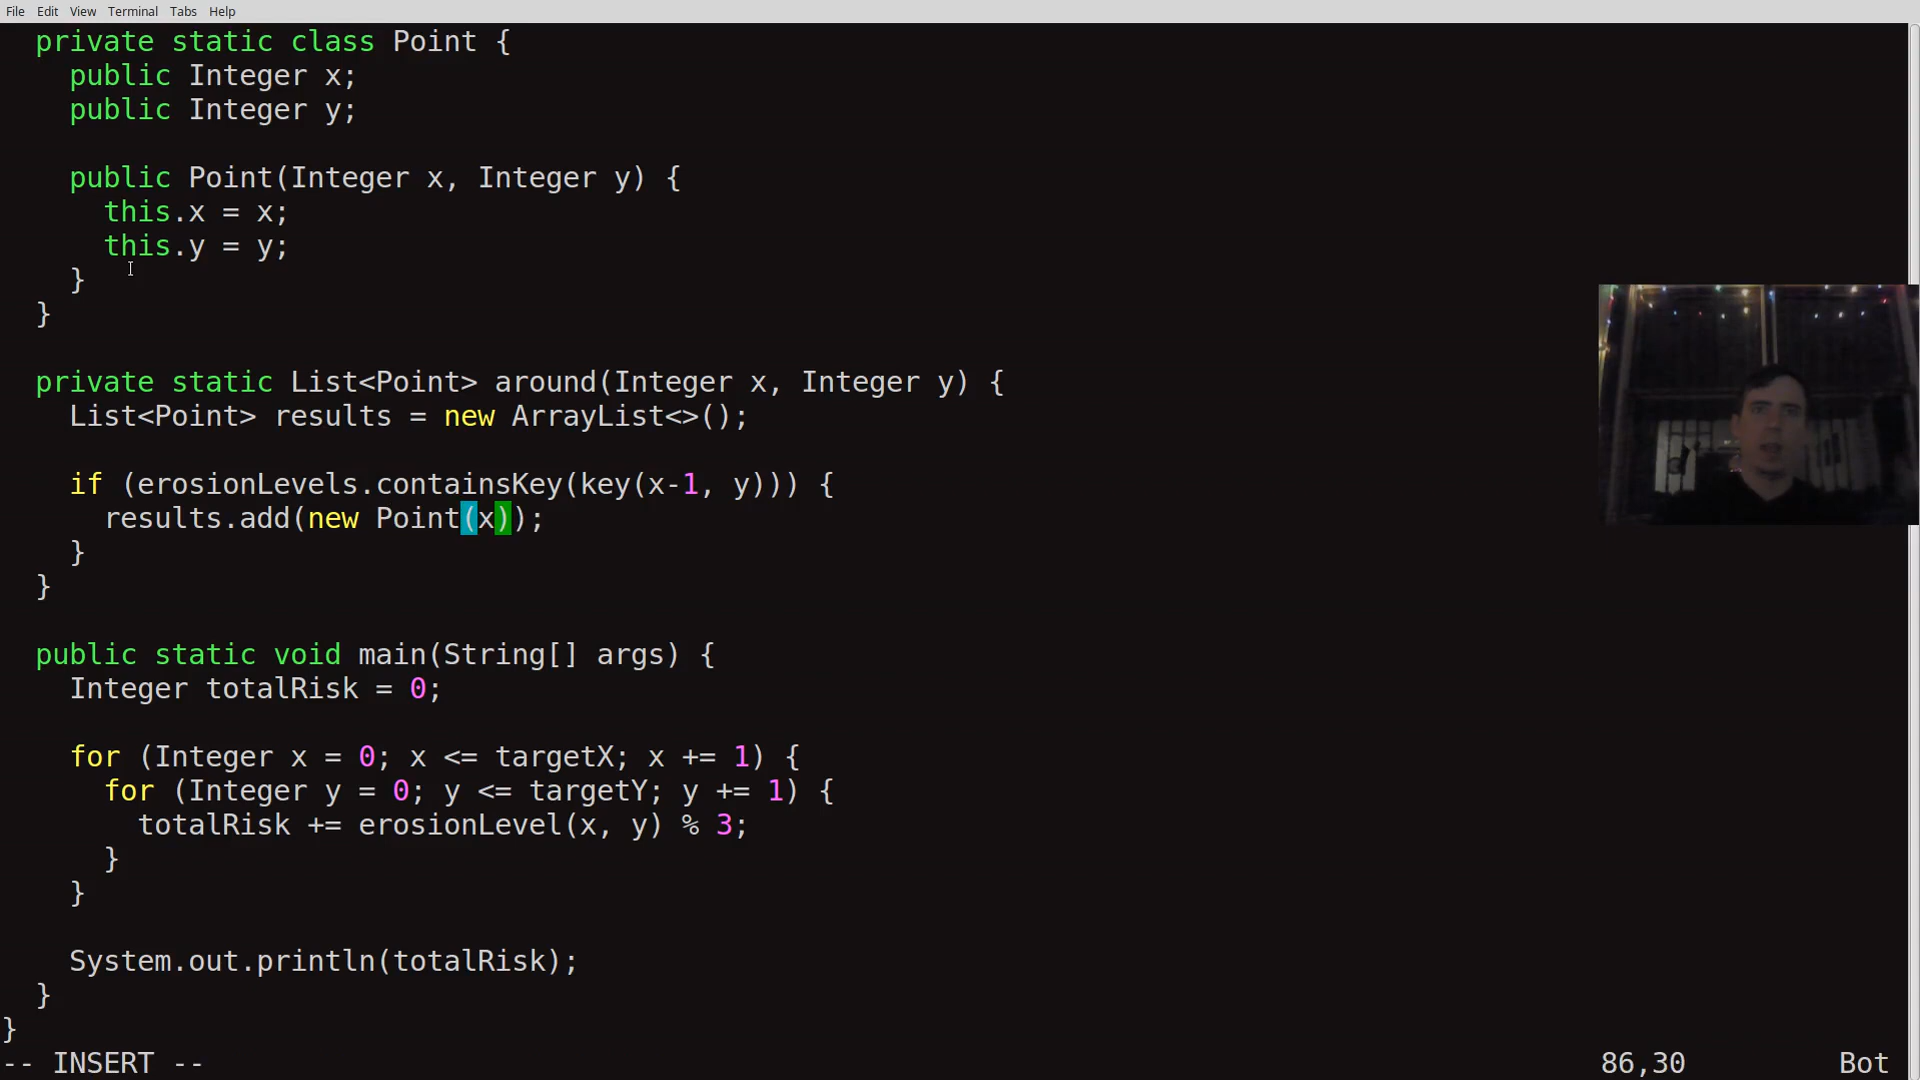 File Edit View Terminal Tabs Help
private static class Point {
public Integer x;
public Integer y;
public Point(Integer x, Integer y) {
this.x = x;
this.y = y;
}
}
private static List<Point> around(Integer x, Integer y) {
List<Point> results = new ArrayList<>();
if (erosionLevels.containsKey(key(x-1, y))) {
results.add(new Point(x));
}
}
public static void main(String[] args) {
Integer totalRisk = 0;
for (Integer x = 0; x <= targetX; x += 1) {
for (Integer y = 0; y <= targetY; y += 1) {
totalRisk += erosionLevel(x, y) % 3;
}
}
System.out.println(totalRisk);
}
}
-- INSERT -- 86,30 Bot